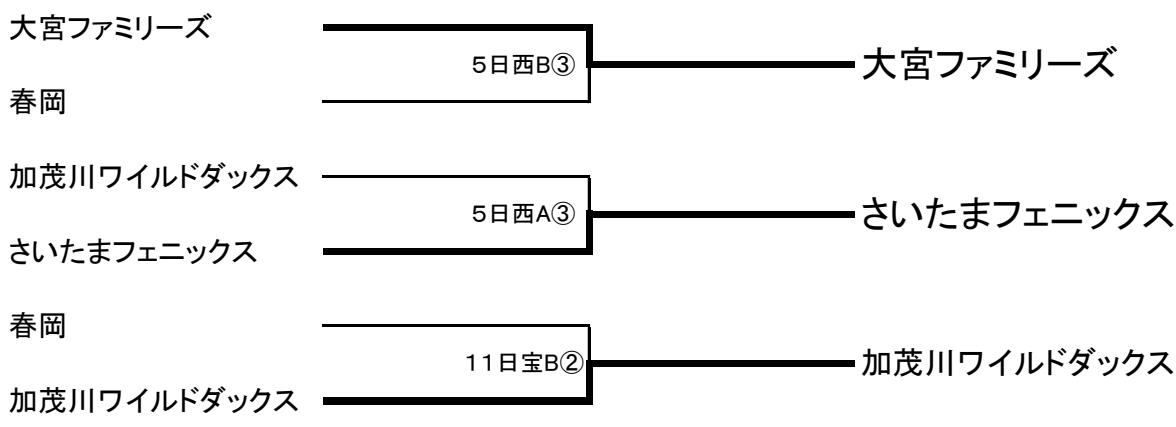 大宮ファミリーズ
5日西B③
大宮ファミリーズ
春岡
加茂川ワイルドダックス
5日西A③
さいたまフェニックス
さいたまフェニックス
春岡
11日宝B②
加茂川ワイルドダックス
加茂川ワイルドダックス